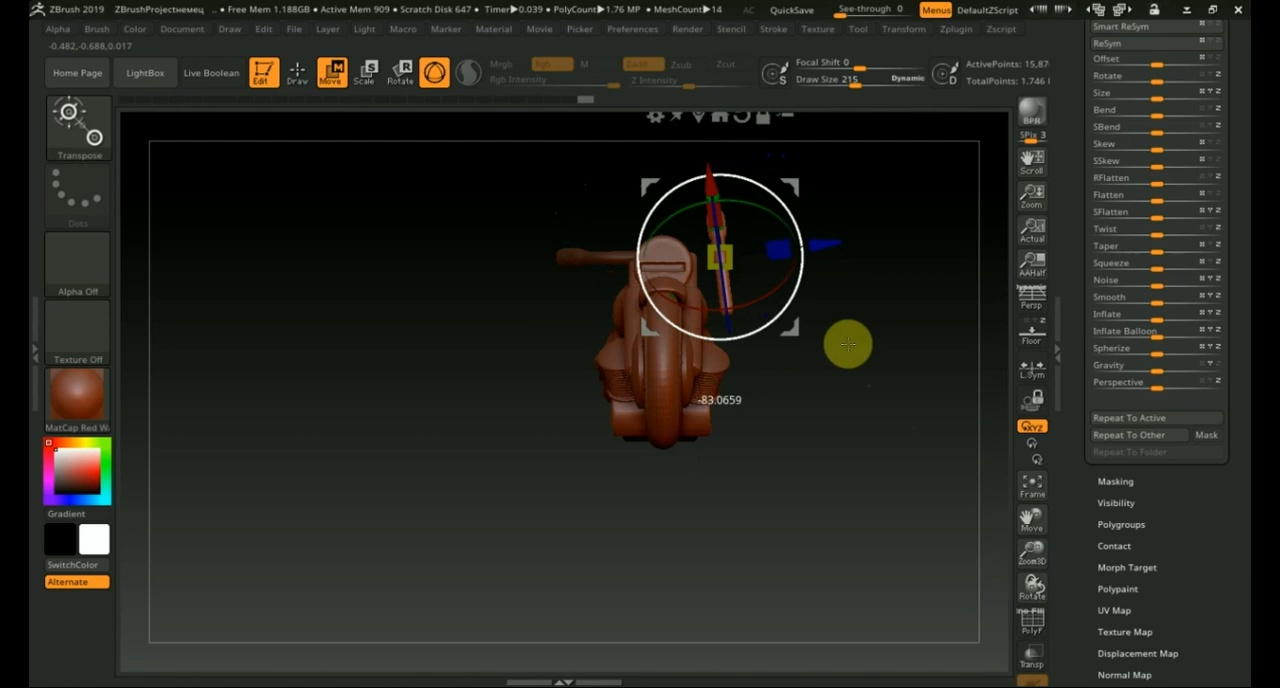 ZBrush 2019 ZBrushProjectнемец .. • Free Mem 1.188GB • Active Mem 909 • Scratch Disk 647 • Timer▶0.039 • PolyCount▶1.76 MP • MeshCount▶14 AC QuickSave See-through 0 Menus DefaultZScript
Alpha Brush Color Document Draw Edit File Layer Light Macro Marker Material Movie Picker Preferences Render Stencil Stroke Texture Tool Transform Zplugin Zscript
-0.482,-0.688,0.017
Home Page LightBox Live Boolean Edit Draw Move Scale Rotate
Mrgb Rgb M Zadd Zsub Zcut
Rgb Intensity Z Intensity
Focal Shift 0
Draw Size 215 Dynamic
ActivePoints: 15,87
TotalPoints: 1.746
Transpose
Dots
Alpha Off
Texture Off
MatCap Red Wa
Gradient
SwitchColor
Alternate
-83.0659
BPR
SPix 3
Scroll
Zoom
Actual
AAHalf
Dynamic
Persp
Floor
L.Sym
XYZ
Frame
Move
Zoom3D
Rotate
PolyF
Transp
Smart ReSym
ReSym
Offset
Rotate
Size
Bend
SBend
Skew
SSkew
RFlatten
Flatten
SFlatten
Twist
Taper
Squeeze
Noise
Smooth
Inflate
Inflate Balloon
Spherize
Gravity
Perspective
Repeat To Active
Repeat To Other Mask
Repeat To Folder
Masking
Visibility
Polygroups
Contact
Morph Target
Polypaint
UV Map
Texture Map
Displacement Map
Normal Map